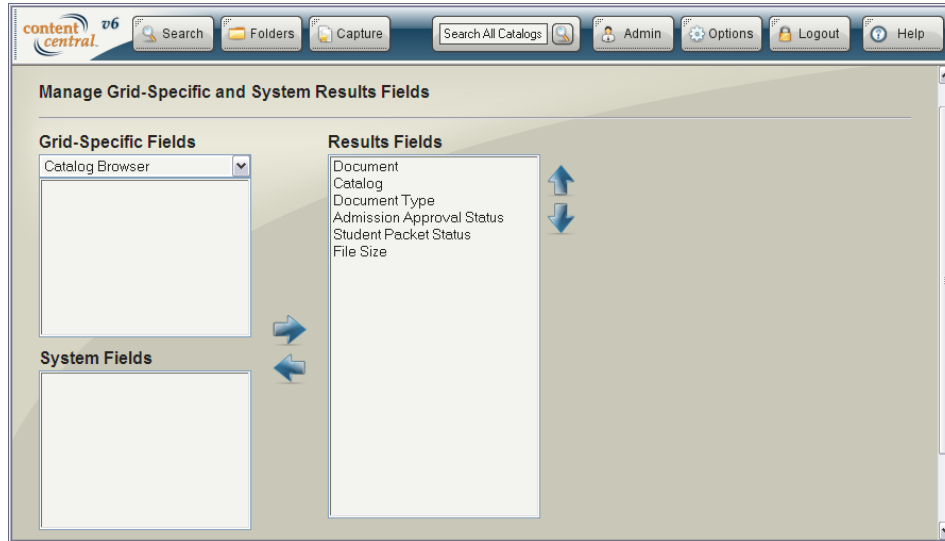 content central. v6
Search
Folders
Capture
Search All Catalogs
Admin
Options
Logout
Help
Manage Grid-Specific and System Results Fields
Grid-Specific Fields
Catalog Browser
Results Fields
Document
Catalog
Document Type
Admission Approval Status
Student Packet Status
File Size
System Fields